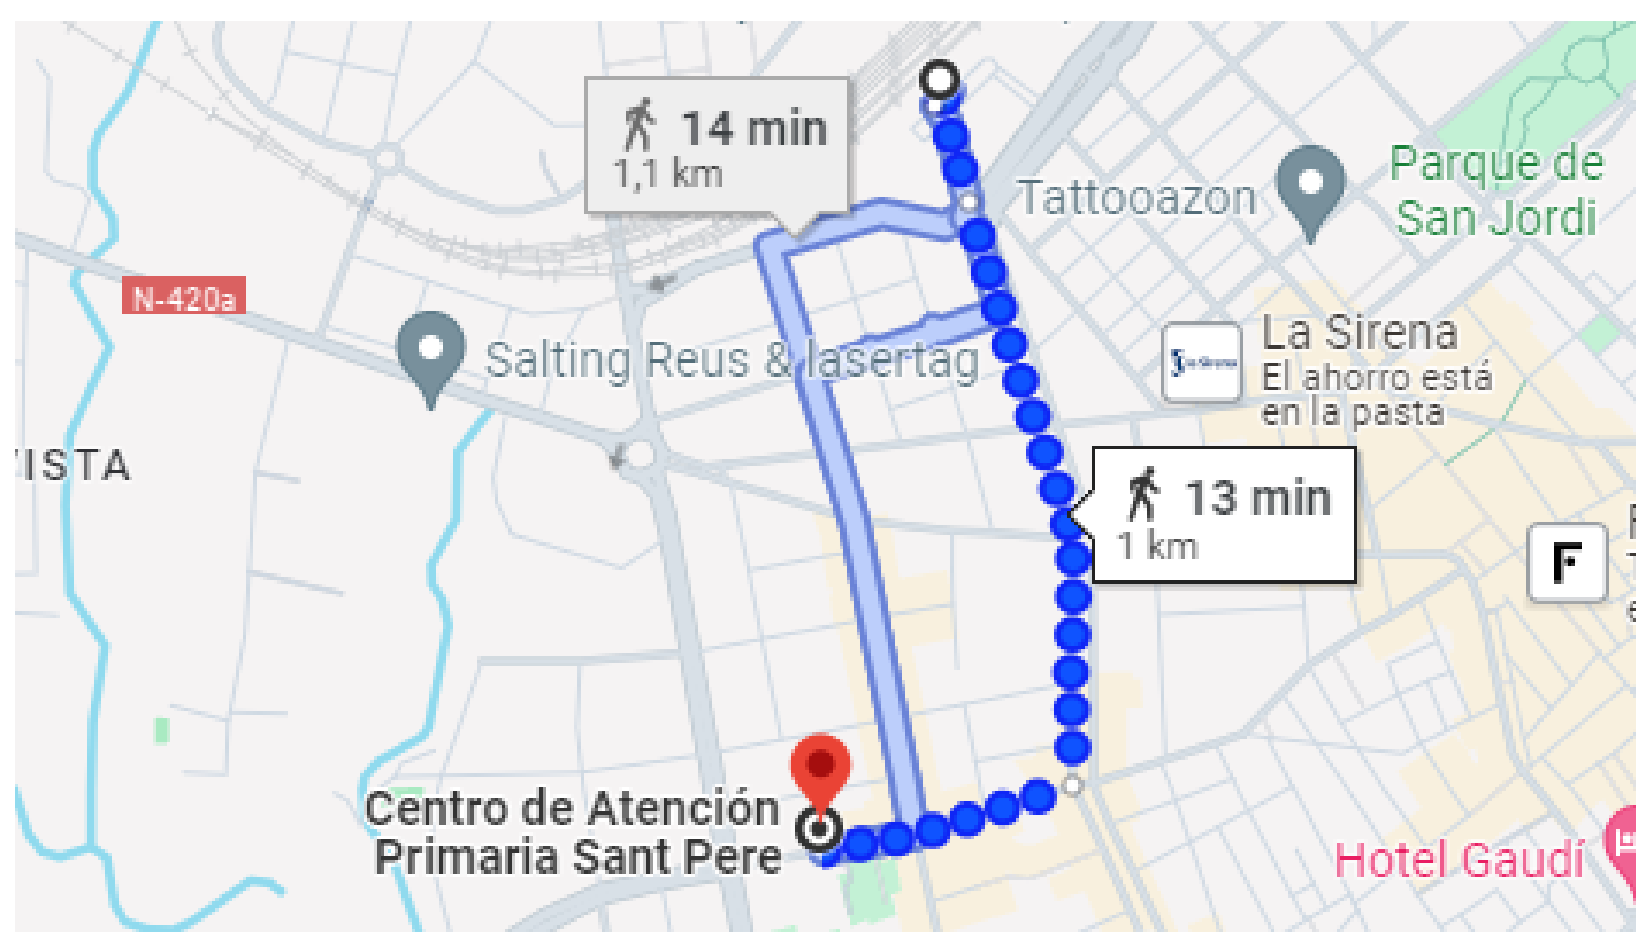 14 min
1,1 km
Tattooazon
Parque de
San Jordi
N-420a
Salting Reus & lasertag
La Sirena
El ahorro está
en la pasta
ISTA
13 min
1 km
F
Centro de Atención
Primaria Sant Pere
Hotel Gaudí